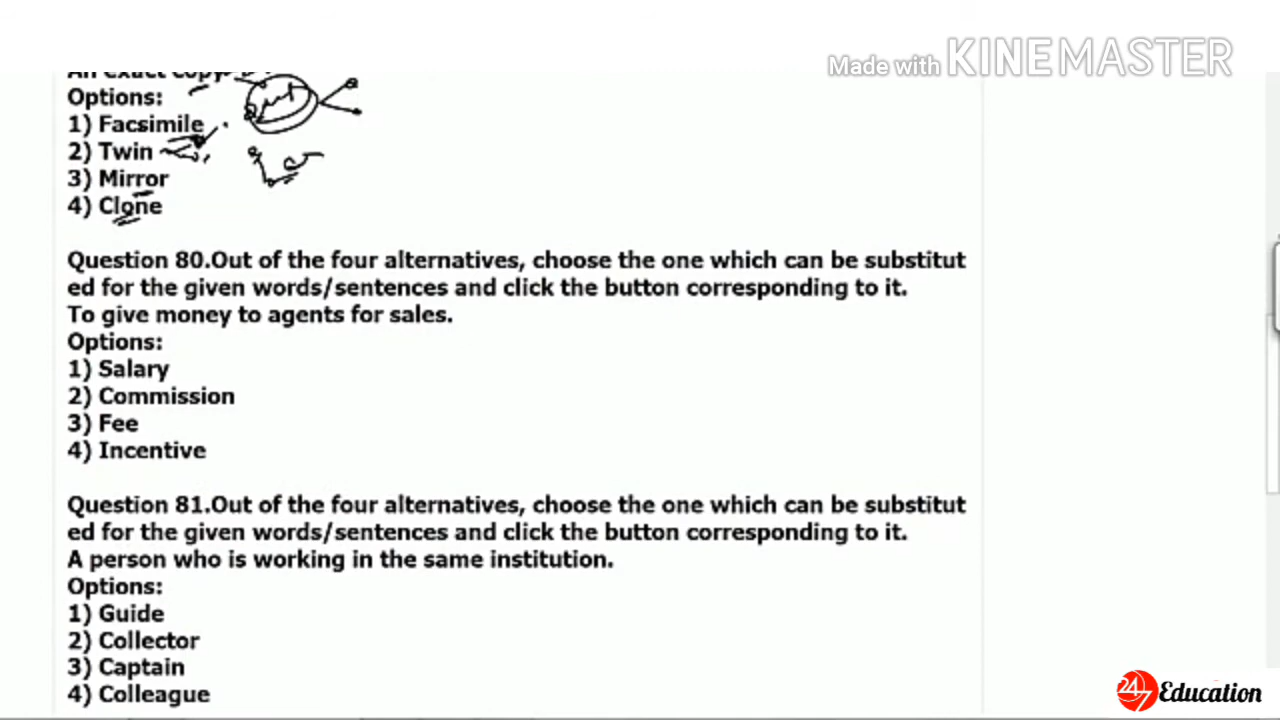 Made with KINEMASTER
An exact copy
Options:
1) Facsimile
2) Twin
3) Mirror
4) Clone
Question 80.Out of the four alternatives, choose the one which can be substitut
ed for the given words/sentences and click the button corresponding to it.
To give money to agents for sales.
Options:
1) Salary
2) Commission
3) Fee
4) Incentive
Question 81.Out of the four alternatives, choose the one which can be substitut
ed for the given words/sentences and click the button corresponding to it.
A person who is working in the same institution.
Options:
1) Guide
2) Collector
3) Captain
4) Colleague
24/7 Education